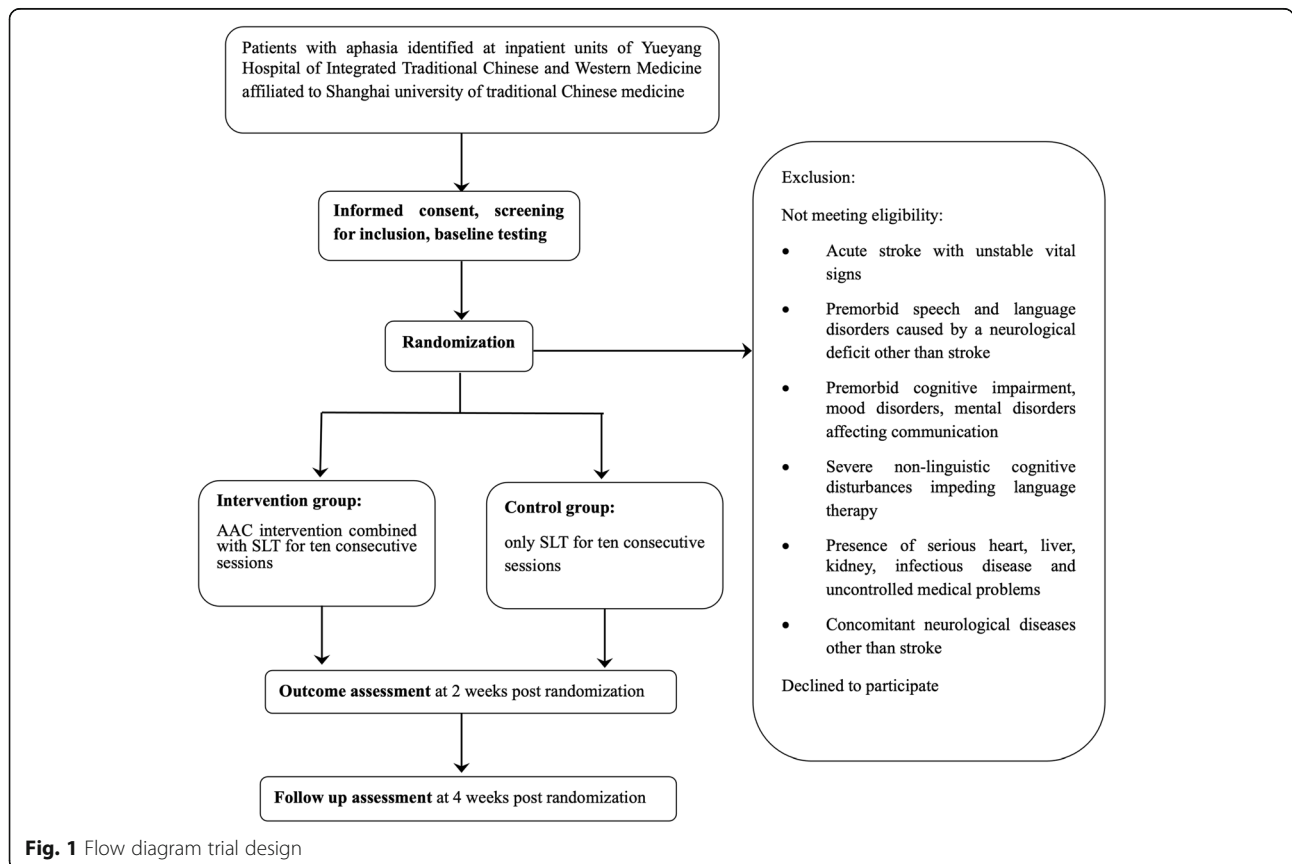 Patients with aphasia identified at inpatient units of Yueyang
Hospital of Integrated Traditional Chinese and Western Medicine
affiliated to Shanghai university of traditional Chinese medicine
Informed consent, screening
for inclusion, baseline testing
Randomization
Exclusion:
Not meeting eligibility:
• Acute stroke with unstable vital
signs
• Premorbid speech and language
disorders caused by a neurological
deficit other than stroke
• Premorbid cognitive impairment,
mood disorders, mental disorders
affecting communication
• Severe non-linguistic cognitive
disturbances impeding language
therapy
• Presence of serious heart, liver,
kidney, infectious disease and
uncontrolled medical problems
• Concomitant neurological diseases
other than stroke
Declined to participate
Intervention group:
AAC intervention combined
with SLT for ten consecutive
sessions
Control group:
only SLT for ten consecutive
sessions
Outcome assessment at 2 weeks post randomization
Follow up assessment at 4 weeks post randomization
Fig. 1 Flow diagram trial design